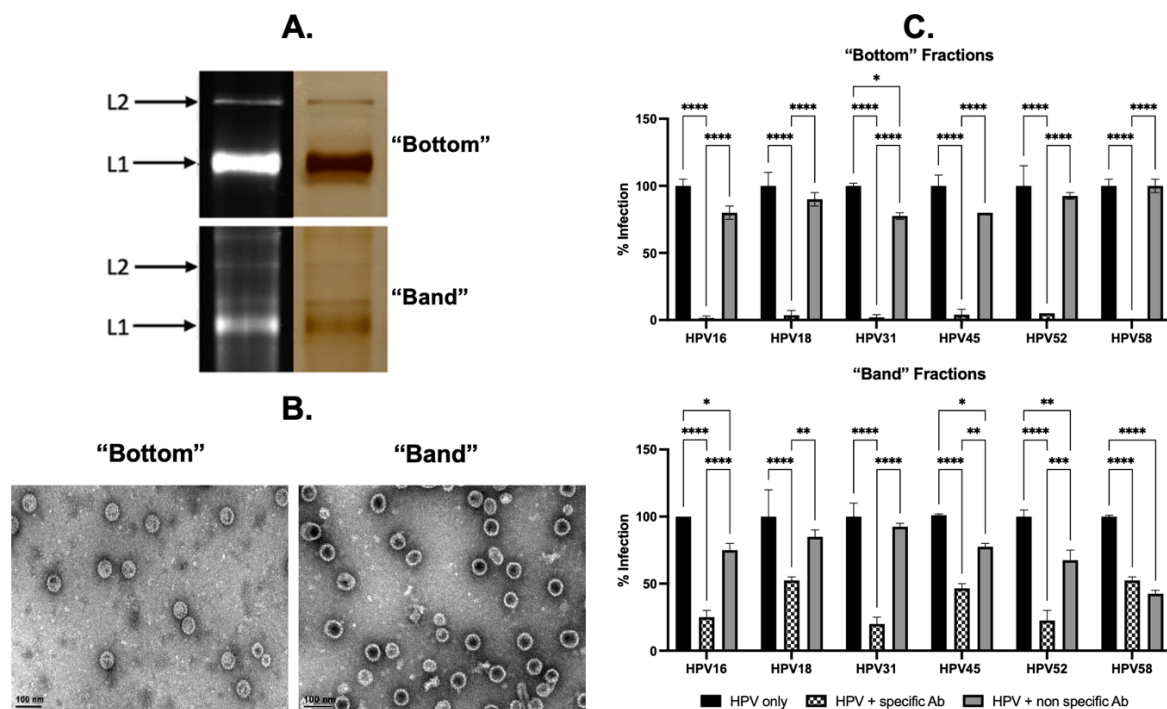 A.
L2
L1
"Bottom"
L2
L1
"Band"
B.
"Bottom"
"Band"
100 nm
100 nm
C.
"Bottom" Fractions
*
**** **** **** ****
**** **** **** **** **** ****
**** ****
150
100
50
0
% Infection
HPV16 HPV18 HPV31 HPV45 HPV52 HPV58
"Band" Fractions
* * ** ****
**** ** **** ** **** ****
**** **** **** **** ***
150
100
50
0
% Infection
HPV16 HPV18 HPV31 HPV45 HPV52 HPV58
HPV only HPV + specific Ab HPV + non specific Ab